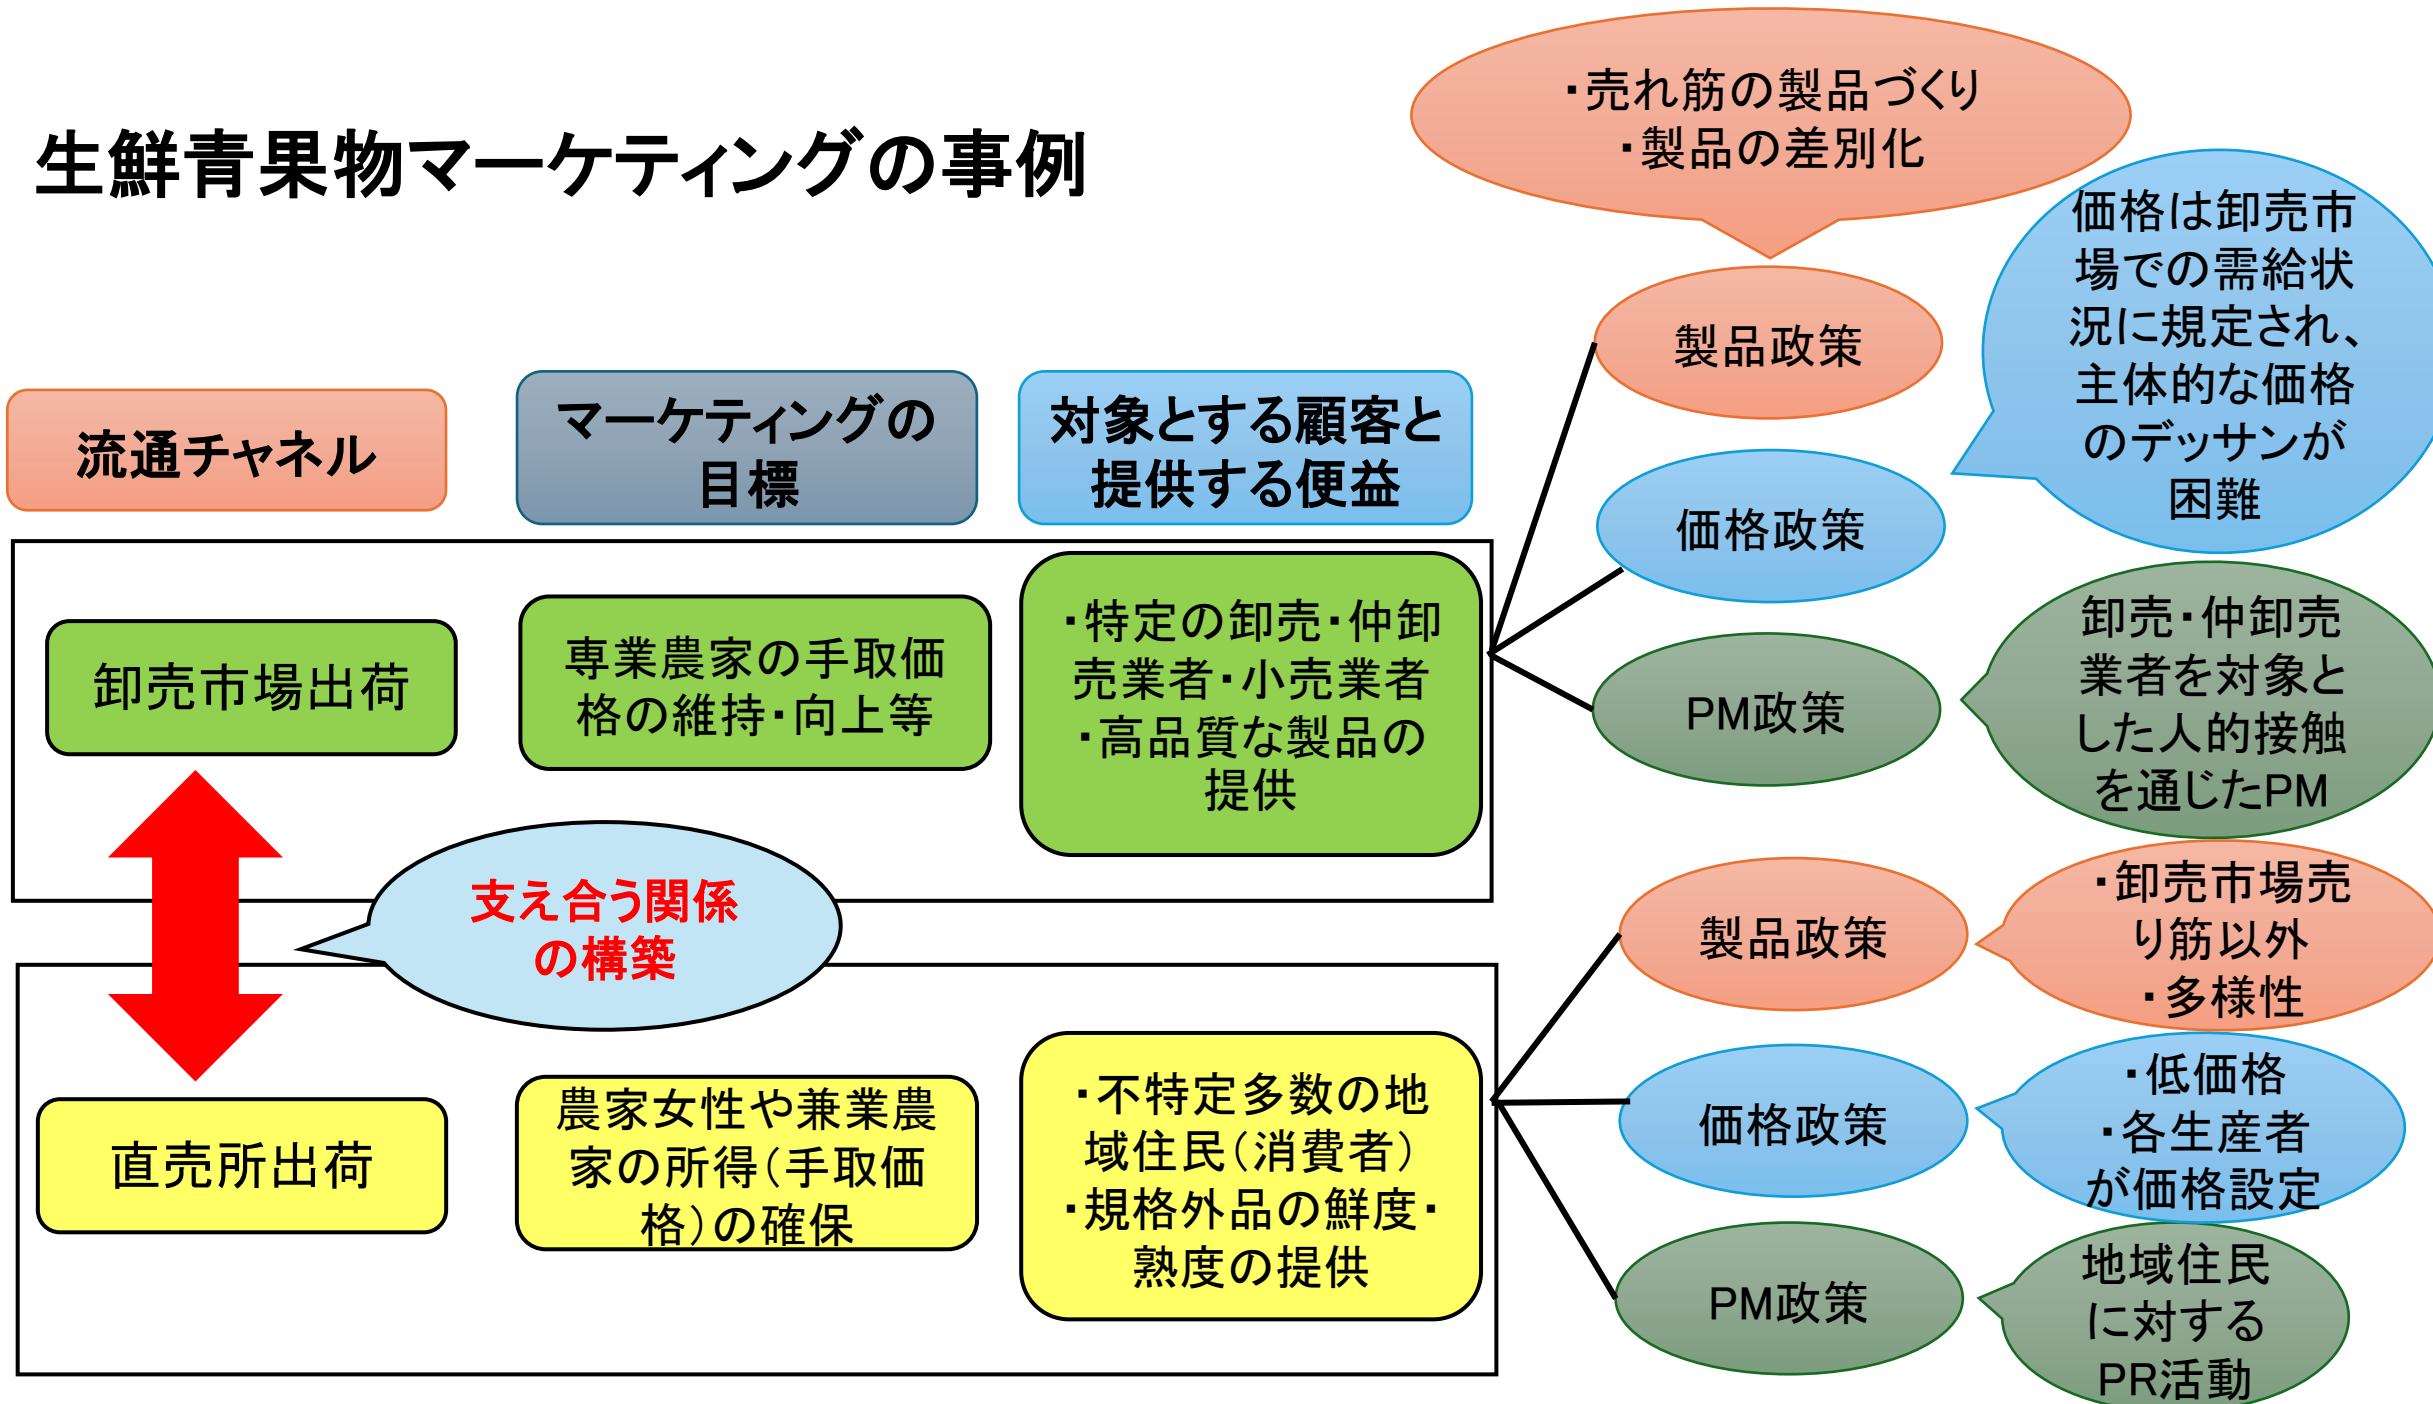 生鮮青果物マーケティングの事例
・売れ筋の製品づくり
・製品の差別化
価格は卸売市
場での需給状
況に規定され、
主体的な価格
のデッサンが
困難
流通チャネル
マーケティングの
目標
対象とする顧客と
提供する便益
製品政策
価格政策
PM政策
卸売市場出荷
専業農家の手取価
格の維持・向上等
・特定の卸売・仲卸
売業者・小売業者
・高品質な製品の
提供
卸売・仲卸売
業者を対象と
した人的接触
を通じたPM
支え合う関係
の構築
直売所出荷
農家女性や兼業農
家の所得(手取価
格)の確保
・不特定多数の地
域住民(消費者)
・規格外品の鮮度・
熟度の提供
製品政策
・卸売市場売
り筋以外
・多様性
価格政策
・低価格
・各生産者
が価格設定
PM政策
地域住民
に対する
PR活動